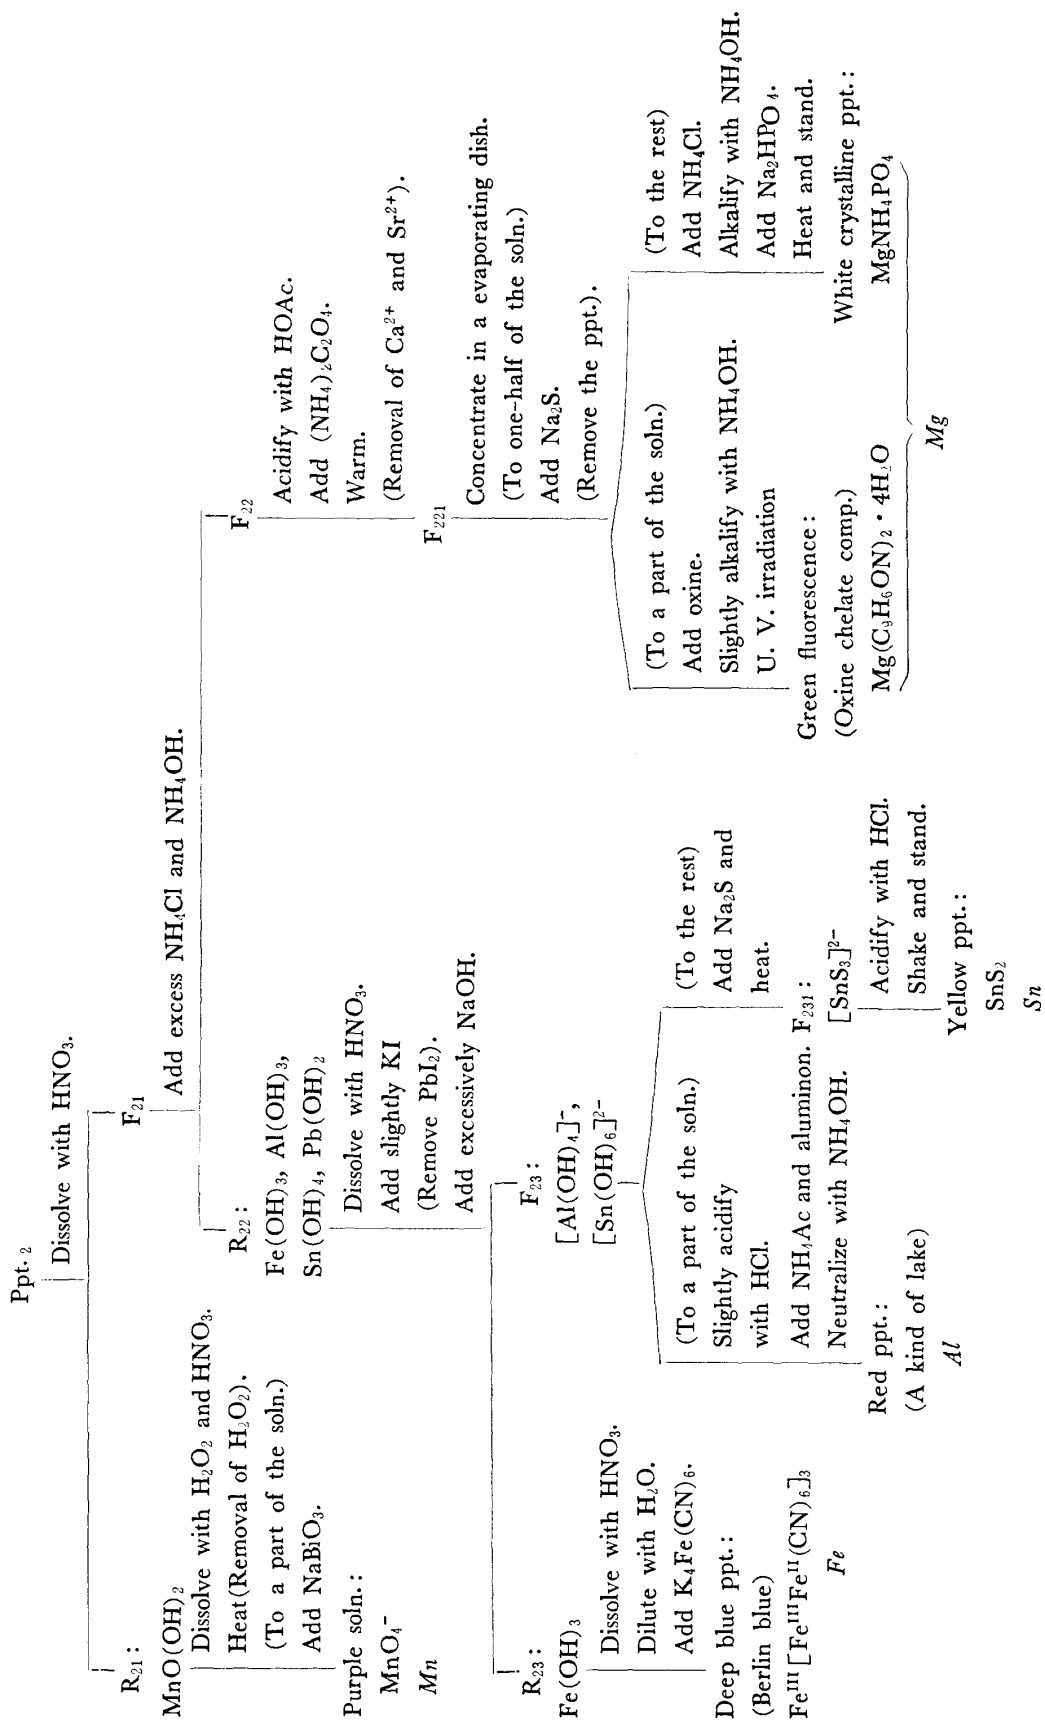 Ppt. 2
Dissolve with HNO3.
R21:
MnO(OH)2
Dissolve with H2O2 and HNO3.
Heat(Removal of H2O2).
(To a part of the soln.)
Add NaBiO3.
Purple soln.:
MnO4−
Mn
F21
Add excess NH4Cl and NH4OH.
R22:
Fe(OH)3, Al(OH)3,
Sn(OH)4, Pb(OH)2
Dissolve with HNO3.
Add slightly KI
(Remove PbI2).
Add excessively NaOH.
R23:
Fe(OH)3
Dissolve with HNO3.
Dilute with H2O.
Add K4Fe(CN)6.
Deep blue ppt.:
(Berlin blue)
FeIII[FeIIIFeII(CN)6]3
Fe
F23:
[Al(OH)4]−,
[Sn(OH)6]2−
(To a part of the soln.)
Slightly acidify
with HCl.
Add NH4Ac and aluminon.
Neutralize with NH4OH.
Red ppt.:
(A kind of lake)
Al
(To the rest)
Add Na2S and
heat.
F231:
[SnS3]2−
Acidify with HCl.
Shake and stand.
Yellow ppt.:
SnS2
Sn
F22
Acidify with HOAc.
Add (NH4)2C2O4.
Warm.
(Removal of Ca2+ and Sr2+).
F221
Concentrate in a evaporating dish.
(To one-half of the soln.)
Add Na2S.
(Remove the ppt.).
(To a part of the soln.)
Add oxine.
Slightly alkalify with NH4OH.
U. V. irradiation
Green fluorescence:
(Oxine chelate comp.)
Mg(C9H6ON)2・4H2O
(To the rest)
Add NH4Cl.
Alkalify with NH4OH.
Add Na2HPO4.
Heat and stand.
White crystalline ppt.:
MgNH4PO4
Mg